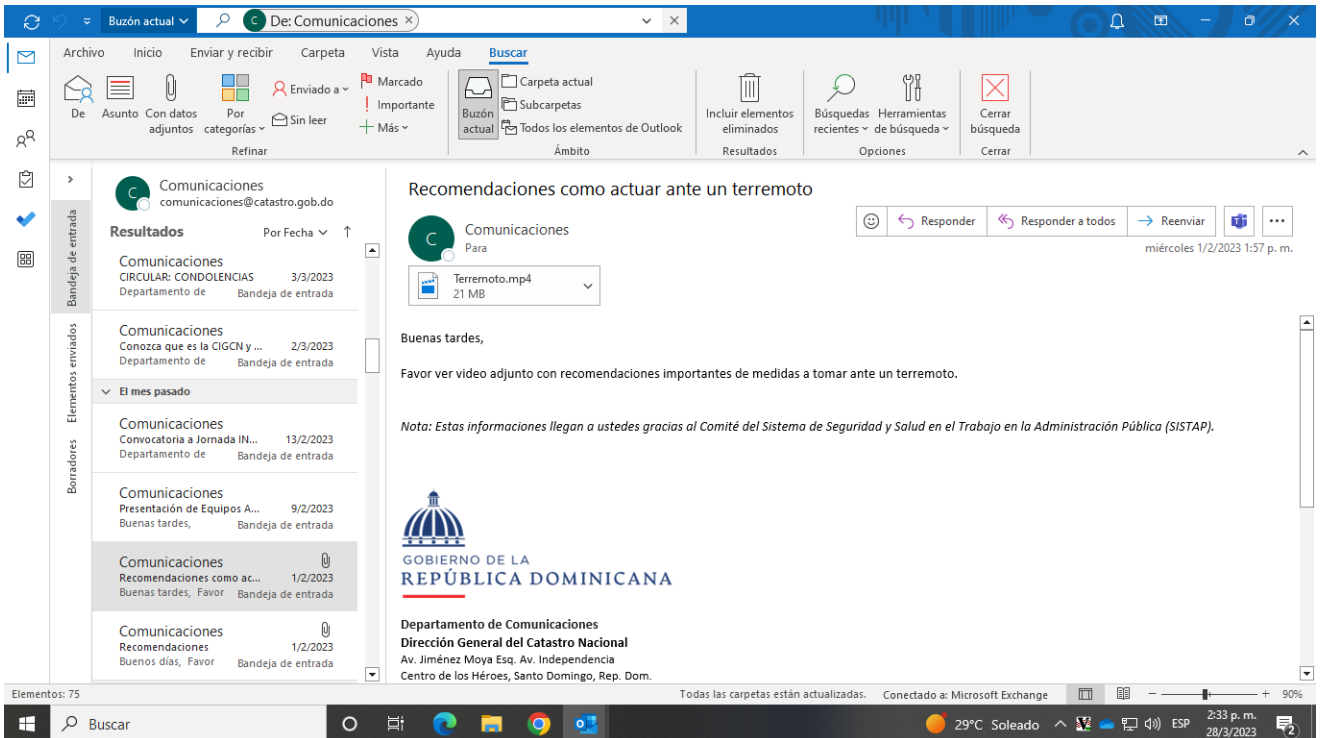 Buzón actual
C De: Comunicaciones ×
Archivo Inicio Enviar y recibir Carpeta Vista Ayuda Buscar
De
Asunto
Con datos adjuntos
Por categorías
Enviado a
Sin leer
Marcado
Importante
Más
Refinar
Buzón actual
Carpeta actual
Subcarpetas
Todos los elementos de Outlook
Ámbito
Incluir elementos eliminados
Resultados
Búsquedas recientes
Herramientas de búsqueda
Opciones
Cerrar búsqueda
Cerrar
Bandeja de entrada
Elementos enviados
Borradores
C
Comunicaciones
comunicaciones@catastro.gob.do
Resultados Por Fecha
Comunicaciones
CIRCULAR: CONDOLENCIAS 3/3/2023
Departamento de Bandeja de entrada
Comunicaciones
Conozca que es la CIGCN y ... 2/3/2023
Departamento de Bandeja de entrada
El mes pasado
Comunicaciones
Convocatoria a Jornada IN... 13/2/2023
Departamento de Bandeja de entrada
Comunicaciones
Presentación de Equipos A... 9/2/2023
Buenas tardes, Bandeja de entrada
Comunicaciones
Recomendaciones como ac... 1/2/2023
Buenas tardes, Favor Bandeja de entrada
Comunicaciones
Recomendaciones 1/2/2023
Buenos días, Favor Bandeja de entrada
Recomendaciones como actuar ante un terremoto
C
Comunicaciones
Para
Responder Responder a todos Reenviar
miércoles 1/2/2023 1:57 p. m.
Terremoto.mp4
21 MB
Buenas tardes,
Favor ver video adjunto con recomendaciones importantes de medidas a tomar ante un terremoto.
Nota: Estas informaciones llegan a ustedes gracias al Comité del Sistema de Seguridad y Salud en el Trabajo en la Administración Pública (SISTAP).
GOBIERNO DE LA
REPÚBLICA DOMINICANA
Departamento de Comunicaciones
Dirección General del Catastro Nacional
Av. Jiménez Moya Esq. Av. Independencia
Centro de los Héroes, Santo Domingo, Rep. Dom.
Elementos: 75 Todas las carpetas están actualizadas. Conectado a: Microsoft Exchange 90%
Buscar 29°C Soleado ESP 2:33 p. m.
28/3/2023
2